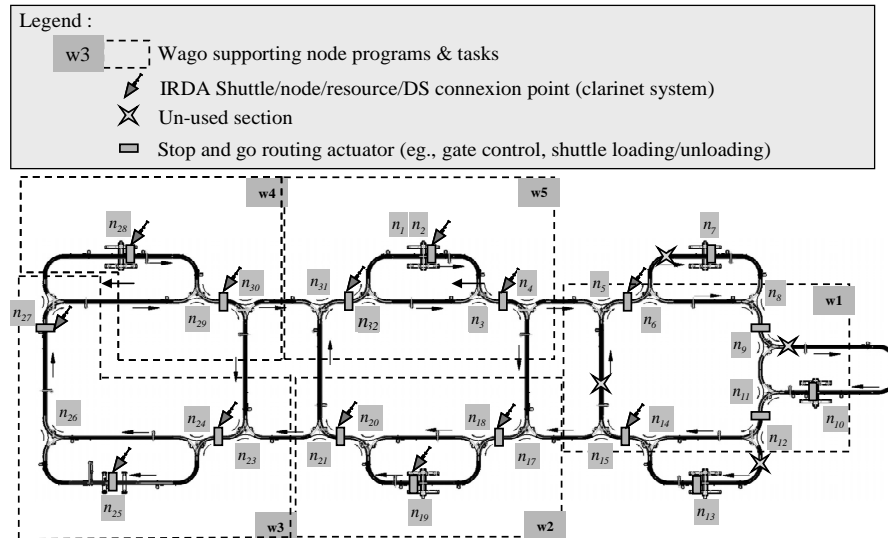 Legend :
w3 Wago supporting node programs & tasks
IRDA Shuttle/node/resource/DS connexion point (clarinet system)
Un-used section
Stop and go routing actuator (eg., gate control, shuttle loading/unloading)
w4 w5
n28 n1 n2 n7
n30 n31 n4 n5 n8 w1
n27 n29 n32 n3 n6
n9
n11 n10
n26 n24 n20 n18 n14 n12
n23 n21 n17 n15
n25 n19 n13
w3 w2